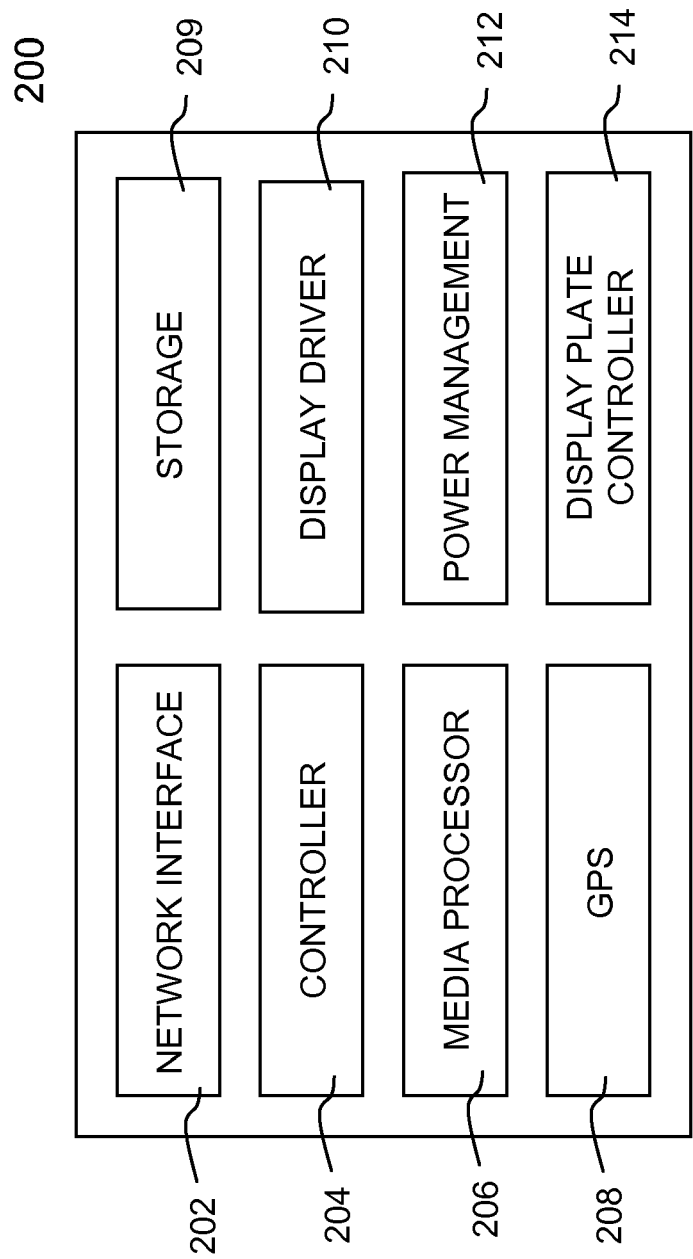 200
202
NETWORK INTERFACE
STORAGE
209
204
CONTROLLER
DISPLAY DRIVER
210
206
MEDIA PROCESSOR
POWER MANAGEMENT
212
208
GPS
DISPLAY PLATE
CONTROLLER
214